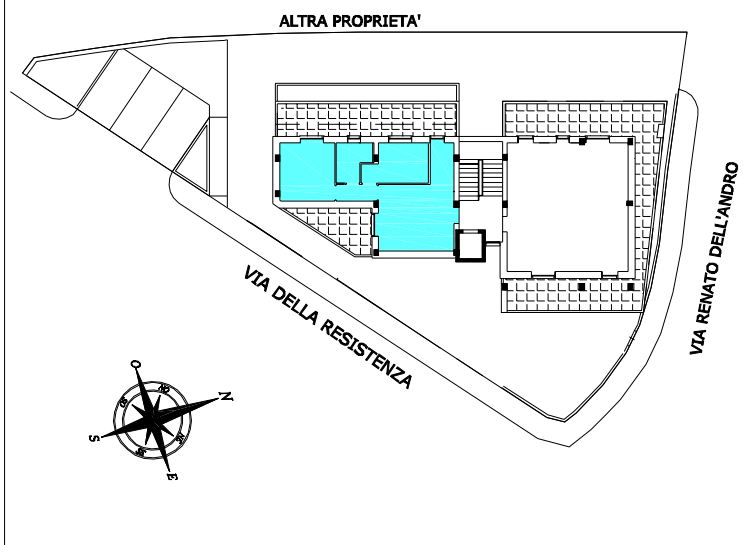 ALTRA PROPRIETA'
VIA RENATO DELL'ANDRO
VIA DELLA RESISTENZA
O
N
S
E